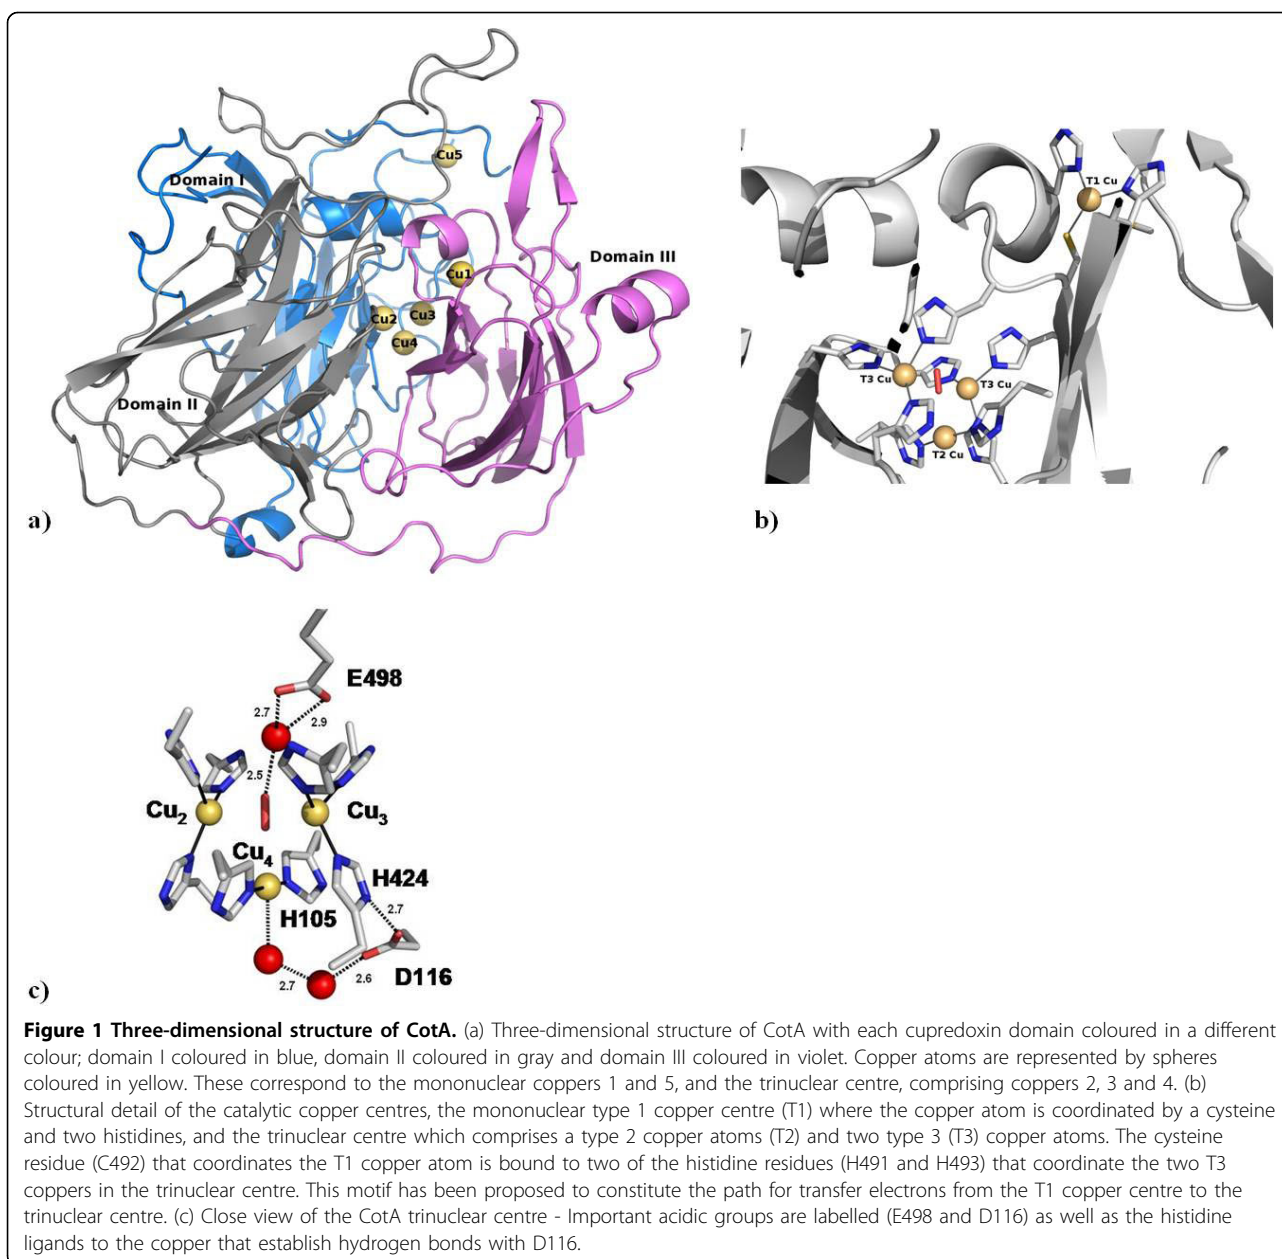 Cu5
Domain I
Domain III
Cu1
Cu3
Cu2
Cu4
Domain II
a)
T1 Cu
T3 Cu
T3 Cu
T2 Cu
b)
E498
2.7
2.9
2.5
Cu2
Cu3
Cu4
H424
H105
2.7
2.7
2.6
D116
c)
Figure 1 Three-dimensional structure of CotA. (a) Three-dimensional structure of CotA with each cupredoxin domain coloured in a different
colour; domain I coloured in blue, domain II coloured in gray and domain III coloured in violet. Copper atoms are represented by spheres
coloured in yellow. These correspond to the mononuclear coppers 1 and 5, and the trinuclear centre, comprising coppers 2, 3 and 4. (b)
Structural detail of the catalytic copper centres, the mononuclear type 1 copper centre (T1) where the copper atom is coordinated by a cysteine
and two histidines, and the trinuclear centre which comprises a type 2 copper atoms (T2) and two type 3 (T3) copper atoms. The cysteine
residue (C492) that coordinates the T1 copper atom is bound to two of the histidine residues (H491 and H493) that coordinate the two T3
coppers in the trinuclear centre. This motif has been proposed to constitute the path for transfer electrons from the T1 copper centre to the
trinuclear centre. (c) Close view of the CotA trinuclear centre - Important acidic groups are labelled (E498 and D116) as well as the histidine
ligands to the copper that establish hydrogen bonds with D116.